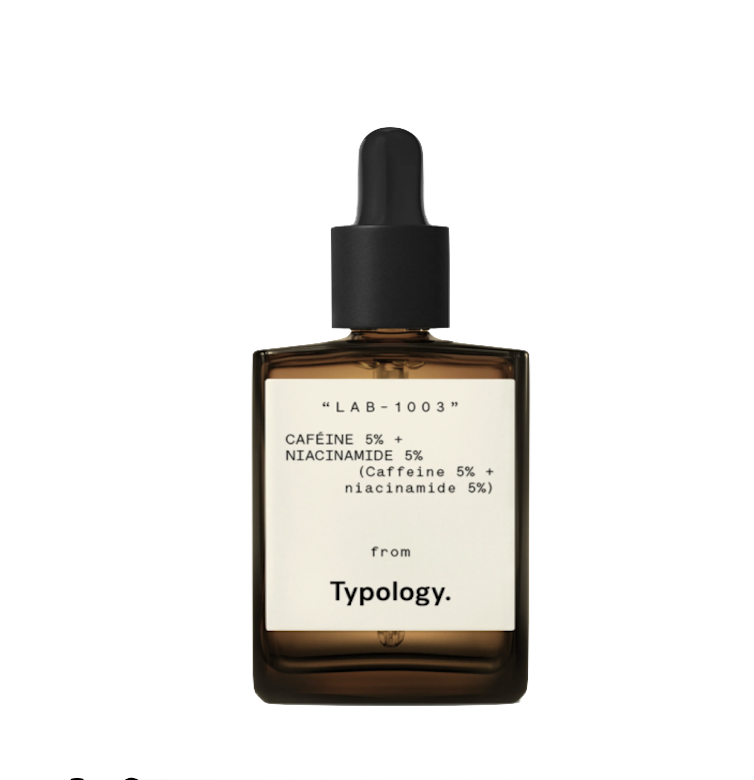 “LAB-1003”
CAFÉINE 5% +
NIACINAMIDE 5%
(Caffeine 5% +
niacinamide 5%)
from
Typology.